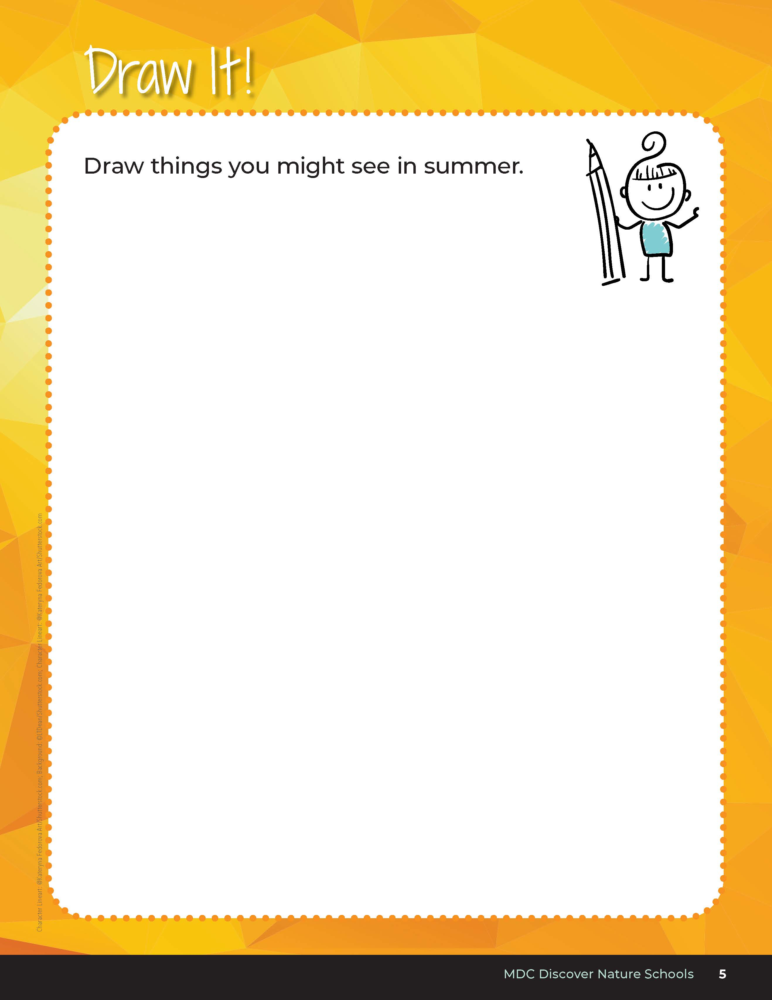 Draw It!
Draw things you might see in summer.
Character Lineart: @Kateryna Fedorova Art/Shutterstock.com; Background: ©LTDean/Shutterstock.com; Character Lineart: @Kateryna Fedorova Art/Shutterstock.com
MDC Discover Nature Schools 5